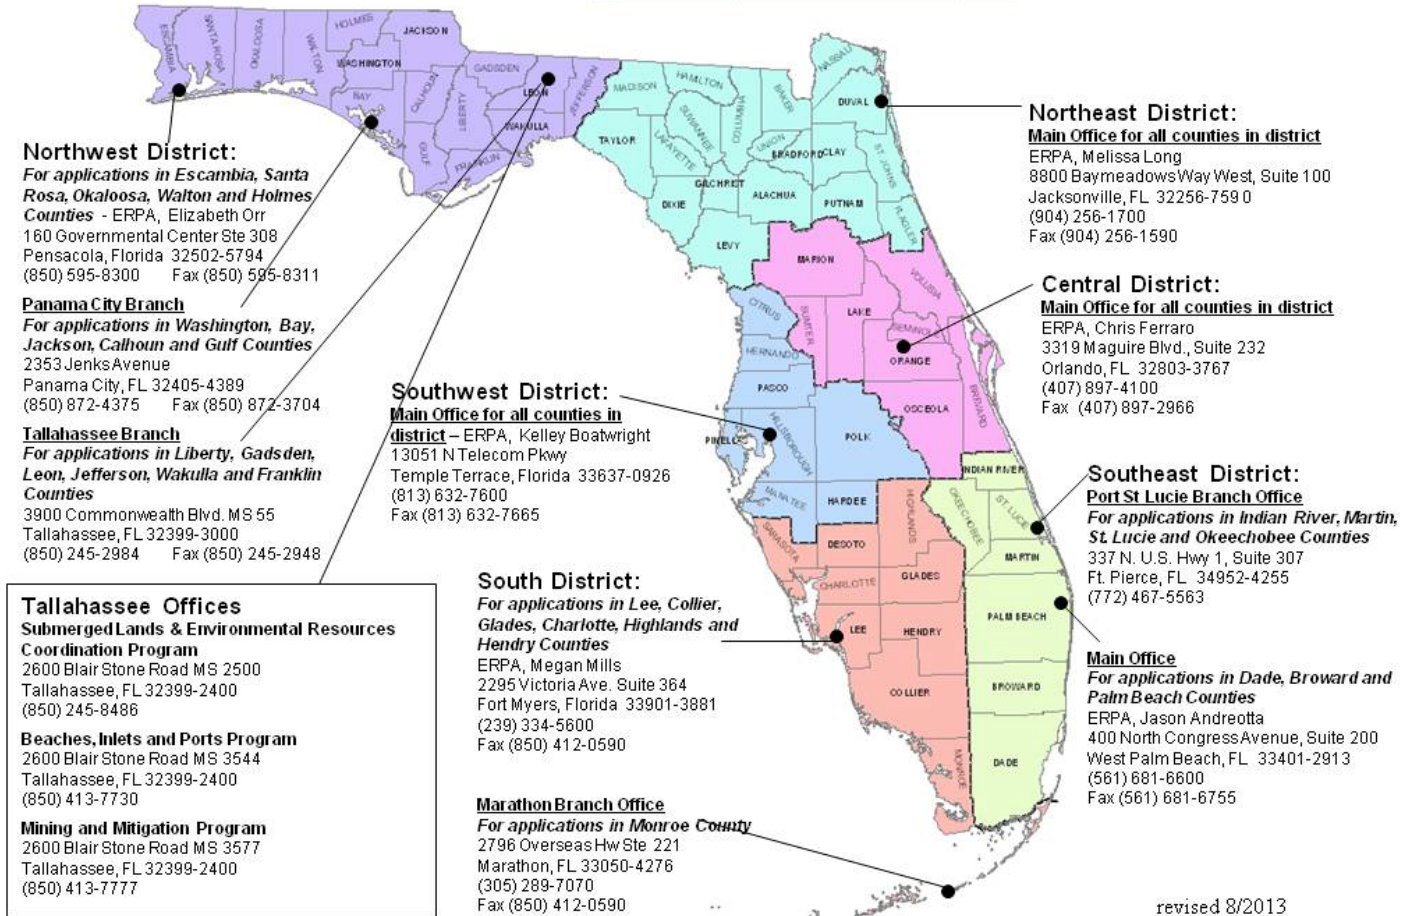 Northwest District:
For applications in Escambia, Santa
Rosa, Okaloosa, Walton and Holmes
Counties - ERPA, Elizabeth Orr
160 Governmental Center Ste 308
Pensacola, Florida 32502-5794
(850) 595-8300 Fax (850) 595-8311
Panama City Branch
For applications in Washington, Bay,
Jackson, Calhoun and Gulf Counties
2353 Jenks Avenue
Panama City, FL 32405-4389
(850) 872-4375 Fax (850) 872-3704
Tallahassee Branch
For applications in Liberty, Gadsden,
Leon, Jefferson, Wakulla and Franklin
Counties
3900 Commonwealth Blvd. MS 55
Tallahassee, FL 32399-3000
(850) 245-2984 Fax (850) 245-2948
Tallahassee Offices
Submerged Lands & Environmental Resources
Coordination Program
2600 Blair Stone Road MS 2500
Tallahassee, FL 32399-2400
(850) 245-8486
Beaches, Inlets and Ports Program
2600 Blair Stone Road MS 3544
Tallahassee, FL 32399-2400
(850) 413-7730
Mining and Mitigation Program
2600 Blair Stone Road MS 3577
Tallahassee, FL 32399-2400
(850) 413-7777
Southwest District:
Main Office for all counties in
district – ERPA, Kelley Boatwright
13051 N Telecom Pkwy
Temple Terrace, Florida 33637-0926
(813) 632-7600
Fax (813) 632-7665
South District:
For applications in Lee, Collier,
Glades, Charlotte, Highlands and
Hendry Counties
ERPA, Megan Mills
2295 Victoria Ave. Suite 364
Fort Myers, Florida 33901-3881
(239) 334-5600
Fax (850) 412-0590
Marathon Branch Office
For applications in Monroe County
2796 Overseas Hw Ste 221
Marathon, FL 33050-4276
(305) 289-7070
Fax (850) 412-0590
Northeast District:
Main Office for all counties in district
ERPA, Melissa Long
8800 Baymeadows Way West, Suite 100
Jacksonville, FL 32256-7590
(904) 256-1700
Fax (904) 256-1590
Central District:
Main Office for all counties in district
ERPA, Chris Ferraro
3319 Maguire Blvd., Suite 232
Orlando, FL 32803-3767
(407) 897-4100
Fax (407) 897-2966
Southeast District:
Port St Lucie Branch Office
For applications in Indian River, Martin,
St. Lucie and Okeechobee Counties
337 N. U.S. Hwy 1, Suite 307
Ft. Pierce, FL 34952-4255
(772) 467-5563
Main Office
For applications in Dade, Broward and
Palm Beach Counties
ERPA, Jason Andreotta
400 North Congress Avenue, Suite 200
West Palm Beach, FL 33401-2913
(561) 681-6600
Fax (561) 681-6755
revised 8/2013
ESCAMBIA
SANTA ROSA
OKALOOSA
WALTON
HOLMES
JACKSON
WASHINGTON
BAY
CALHOUN
GULF
LIBERTY
GADSDEN
LEON
WAKULLA
FRANKLIN
JEFFERSON
MADISON
TAYLOR
HAMILTON
SUWANNEE
LAFAYETTE
DIXIE
COLUMBIA
GILCHRIST
LEVY
BAKER
UNION
BRADFORD
ALACHUA
NASSAU
DUVAL
CLAY
ST JOHNS
PUTNAM
FLAGLER
MARION
VOLUSIA
SUMTER
LAKE
SEMINOLE
ORANGE
OSCEOLA
BREVARD
CITRUS
HERNANDO
PASCO
PINELLAS
HILLSBOROUGH
POLK
MANATEE
HARDEE
SARASOTA
DESOTO
HIGHLANDS
CHARLOTTE
GLADES
LEE
HENDRY
COLLIER
MONROE
INDIAN RIVER
OKEECHOBEE
ST. LUCIE
MARTIN
PALM BEACH
BROWARD
DADE